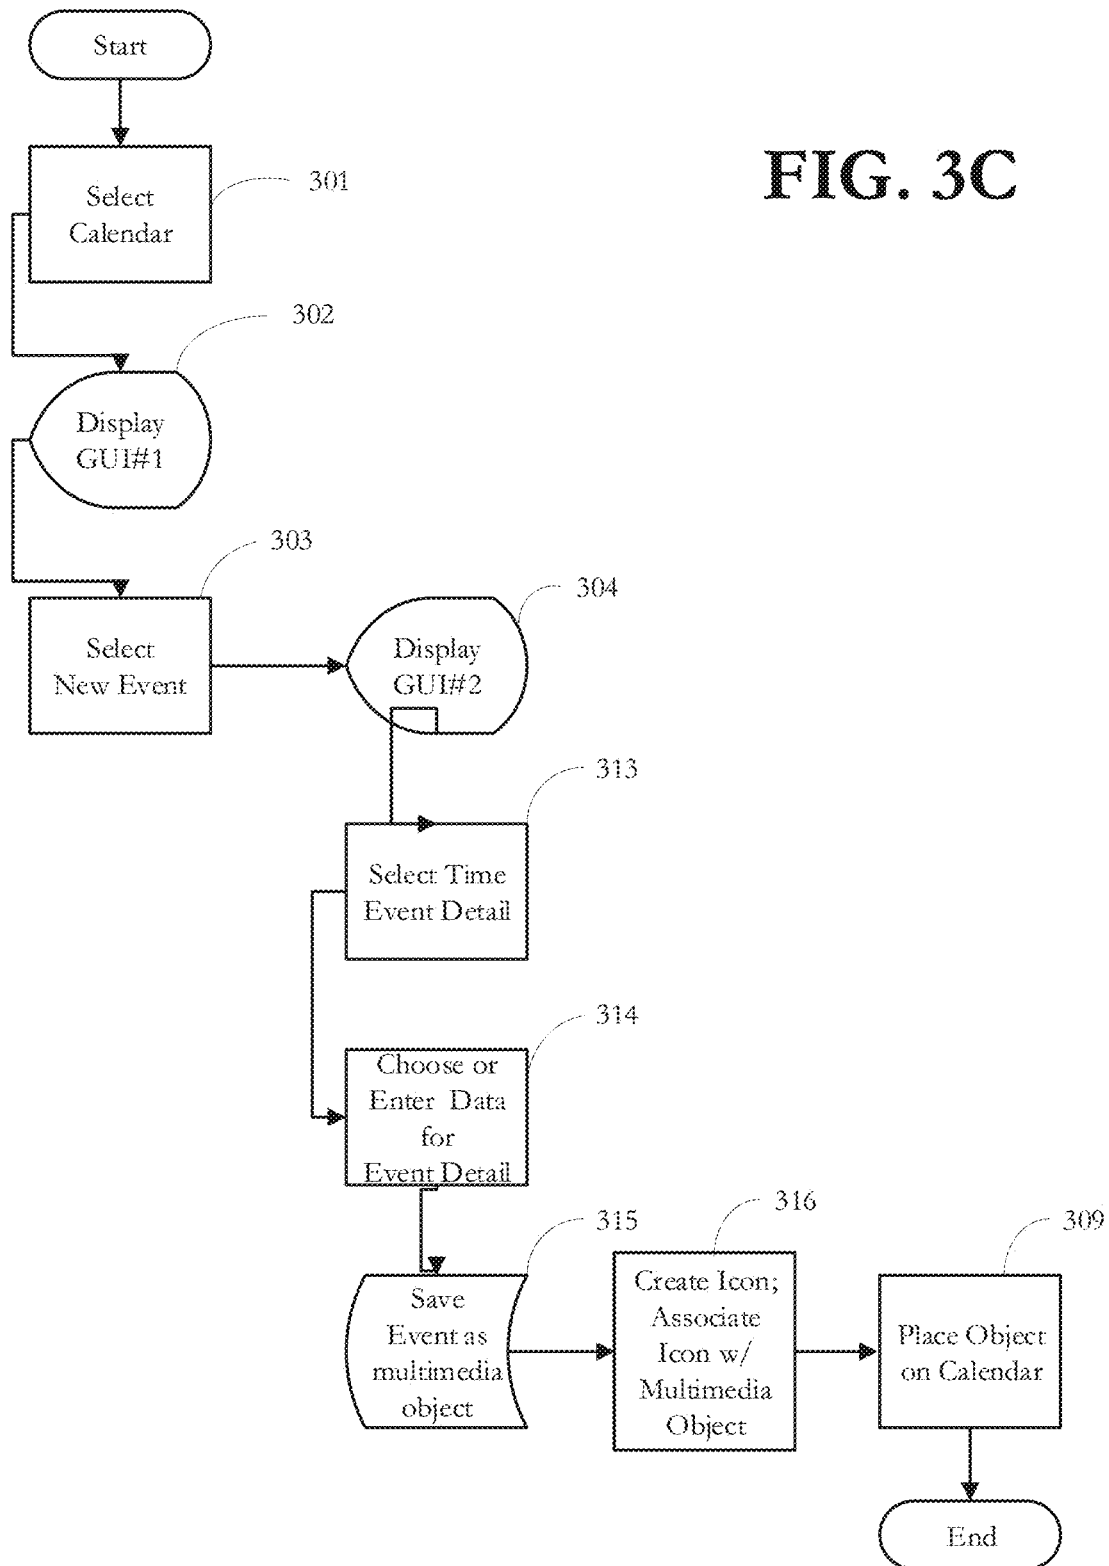 Start
FIG. 3C
301
Select
Calendar
302
Display
GUI#1
303
Select
New Event
304
Display
GUI#2
313
Select Time
Event Detail
314
Choose or
Enter Data
for
Event Detail
315
Save
Event as
multimedia
object
316
Create Icon;
Associate
Icon w/
Multimedia
Object
309
Place Object
on Calendar
End